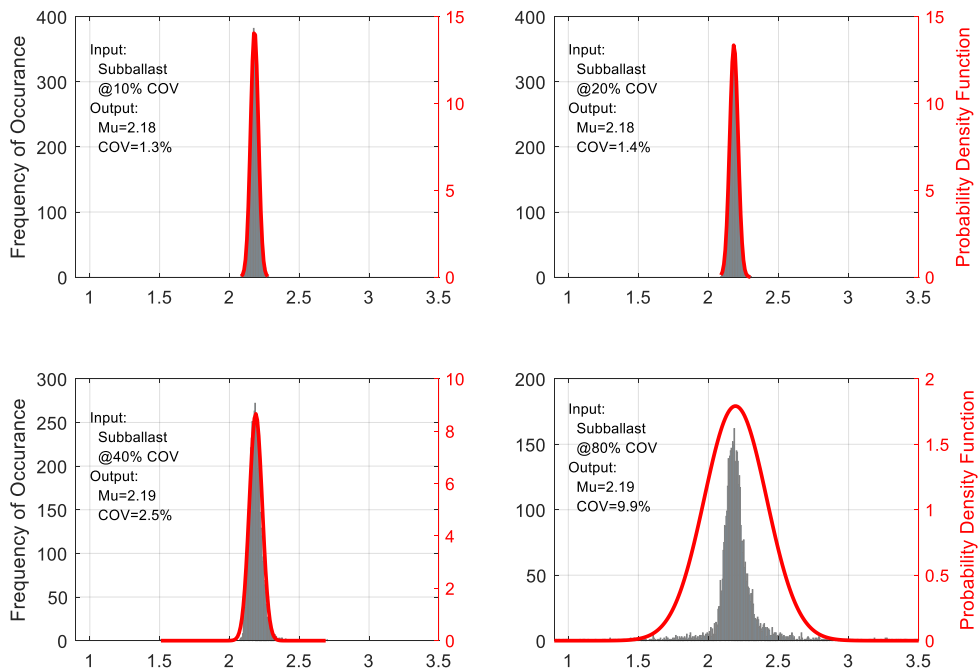 400
300
200
100
0
15
10
5
0
Frequency of Occurance
Input:
Subballast
@10% COV
Output:
Mu=2.18
COV=1.3%
1 1.5 2 2.5 3 3.5
400
300
200
100
0
15
10
5
0
Probability Density Function
Input:
Subballast
@20% COV
Output:
Mu=2.18
COV=1.4%
1 1.5 2 2.5 3 3.5
300
250
200
150
100
50
0
10
8
6
4
2
0
Frequency of Occurance
Input:
Subballast
@40% COV
Output:
Mu=2.19
COV=2.5%
1 1.5 2 2.5 3 3.5
200
150
100
50
0
2
1.5
1
0.5
0
Probability Density Function
Input:
Subballast
@80% COV
Output:
Mu=2.19
COV=9.9%
1 1.5 2 2.5 3 3.5